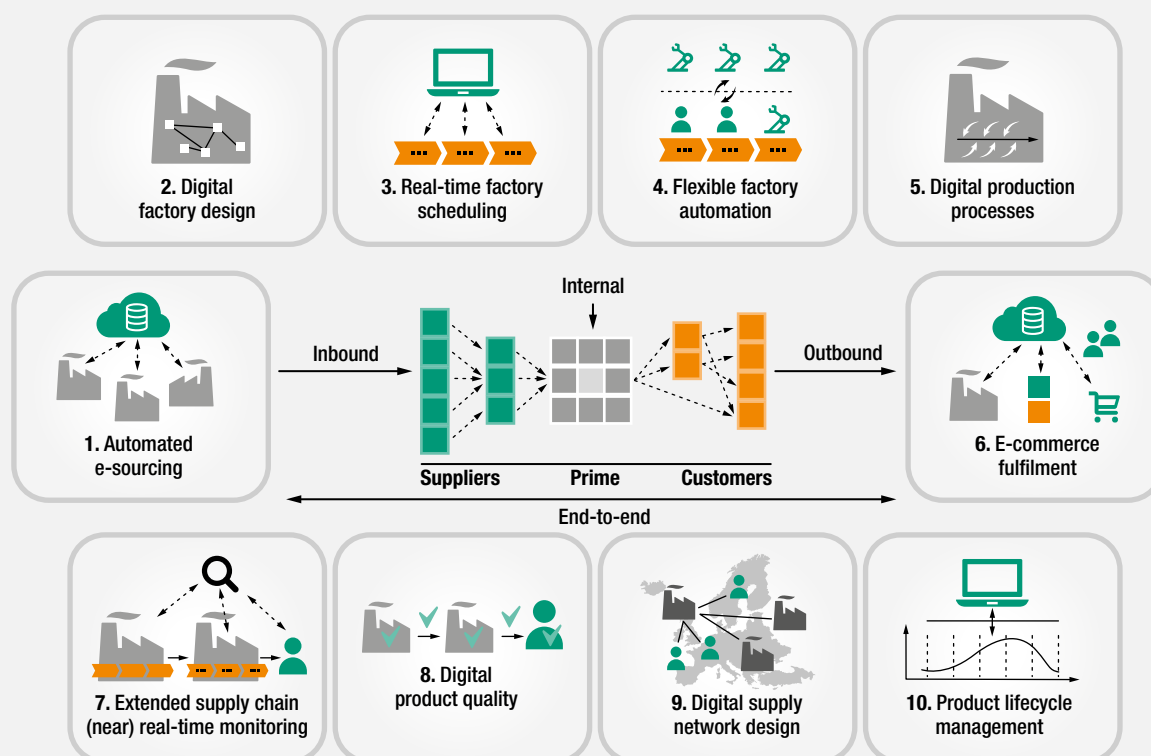 2. Digital
factory design
3. Real-time factory
scheduling
4. Flexible factory
automation
5. Digital production
processes
1. Automated
e-sourcing
Inbound
Internal
Suppliers
Prime
Customers
Outbound
6. E-commerce
fulfilment
End-to-end
7. Extended supply chain
(near) real-time monitoring
8. Digital
product quality
9. Digital supply
network design
10. Product lifecycle
management